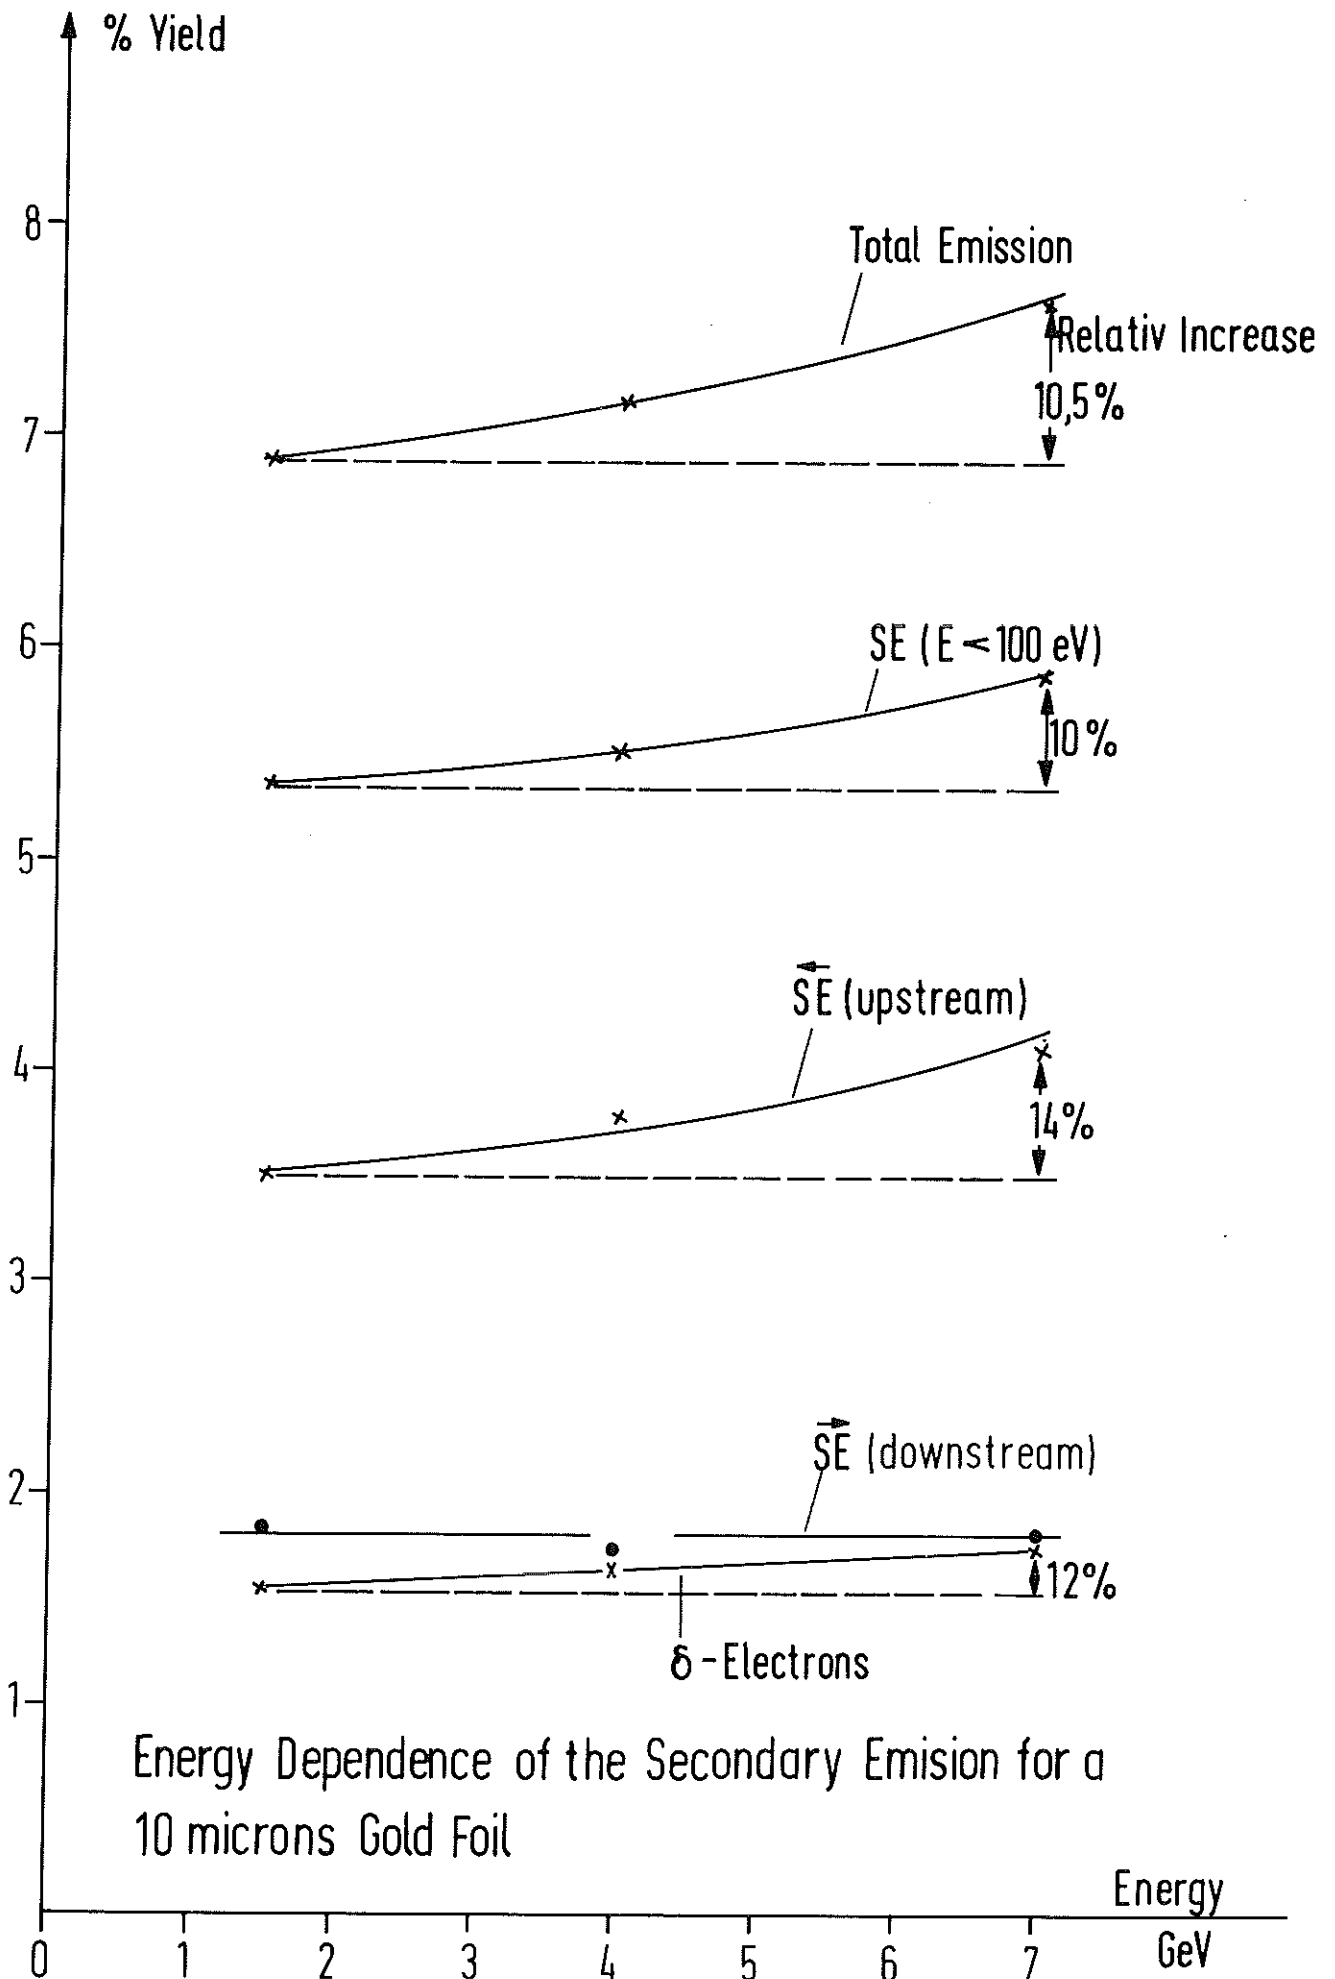 % Yield
8
Total Emission
Relativ Increase
10,5%
7
6
SE (E < 100 eV)
10%
5
SE (upstream)
4
14%
3
SE (downstream)
2
12%
δ-Electrons
1
Energy Dependence of the Secondary Emision for a
10 microns Gold Foil
Energy
0 1 2 3 4 5 6 7 GeV